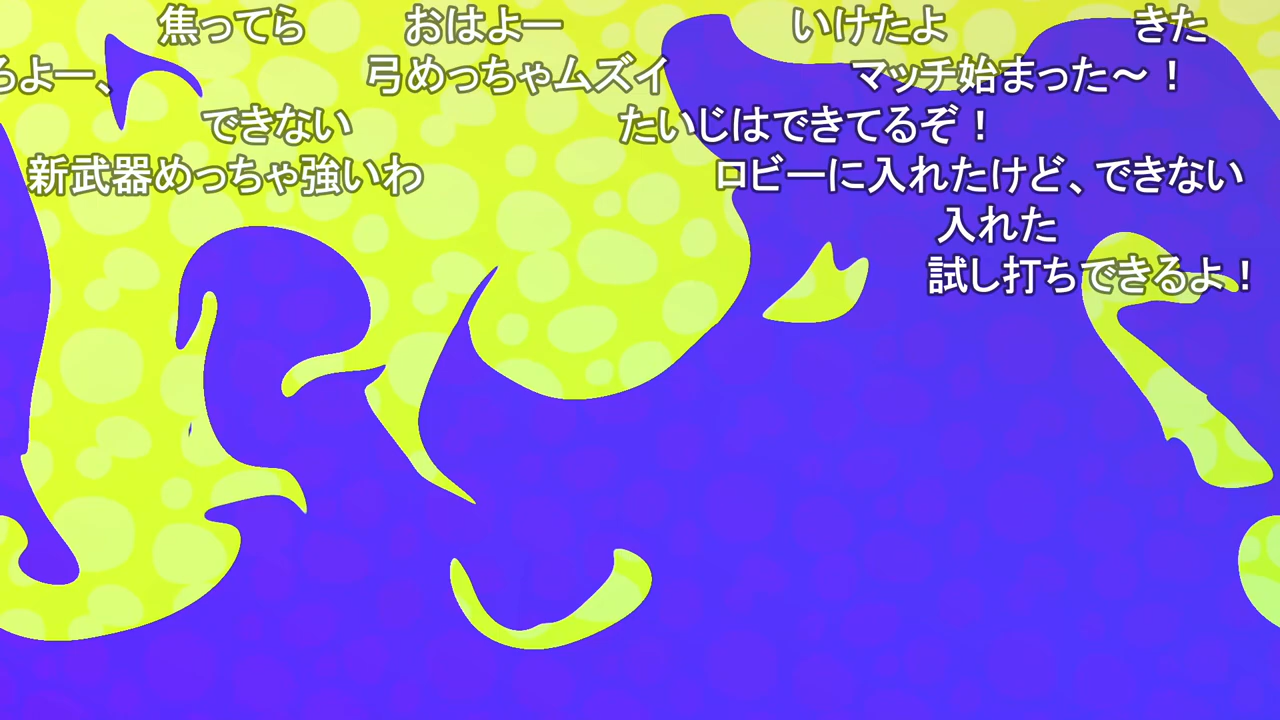 焦ってら おはよー いけたよ きた
ろよー、 弓めっちゃムズイ マッチ始まった〜！
できない たいじはできてるぞ！
新武器めっちゃ強いわ ロビーに入れたけど、できない
入れた
試し打ちできるよ！